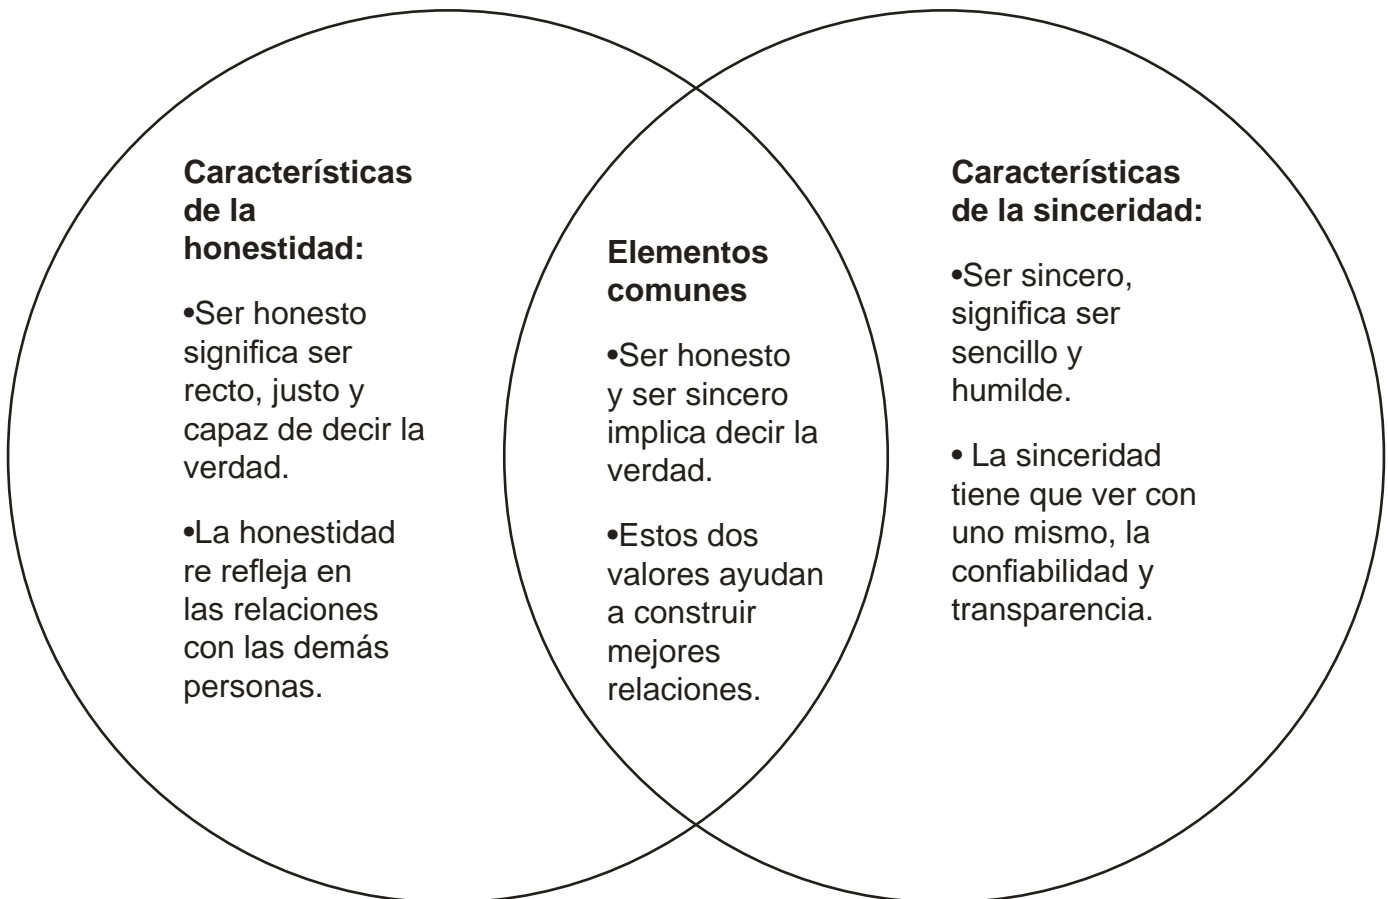 Características
de la
honestidad:
•Ser honesto
significa ser
recto, justo y
capaz de decir la
verdad.
•La honestidad
re refleja en
las relaciones
con las demás
personas.
Elementos
comunes
•Ser honesto
y ser sincero
implica decir la
verdad.
•Estos dos
valores ayudan
a construir
mejores
relaciones.
Características
de la sinceridad:
•Ser sincero,
significa ser
sencillo y
humilde.
• La sinceridad
tiene que ver con
uno mismo, la
confiabilidad y
transparencia.